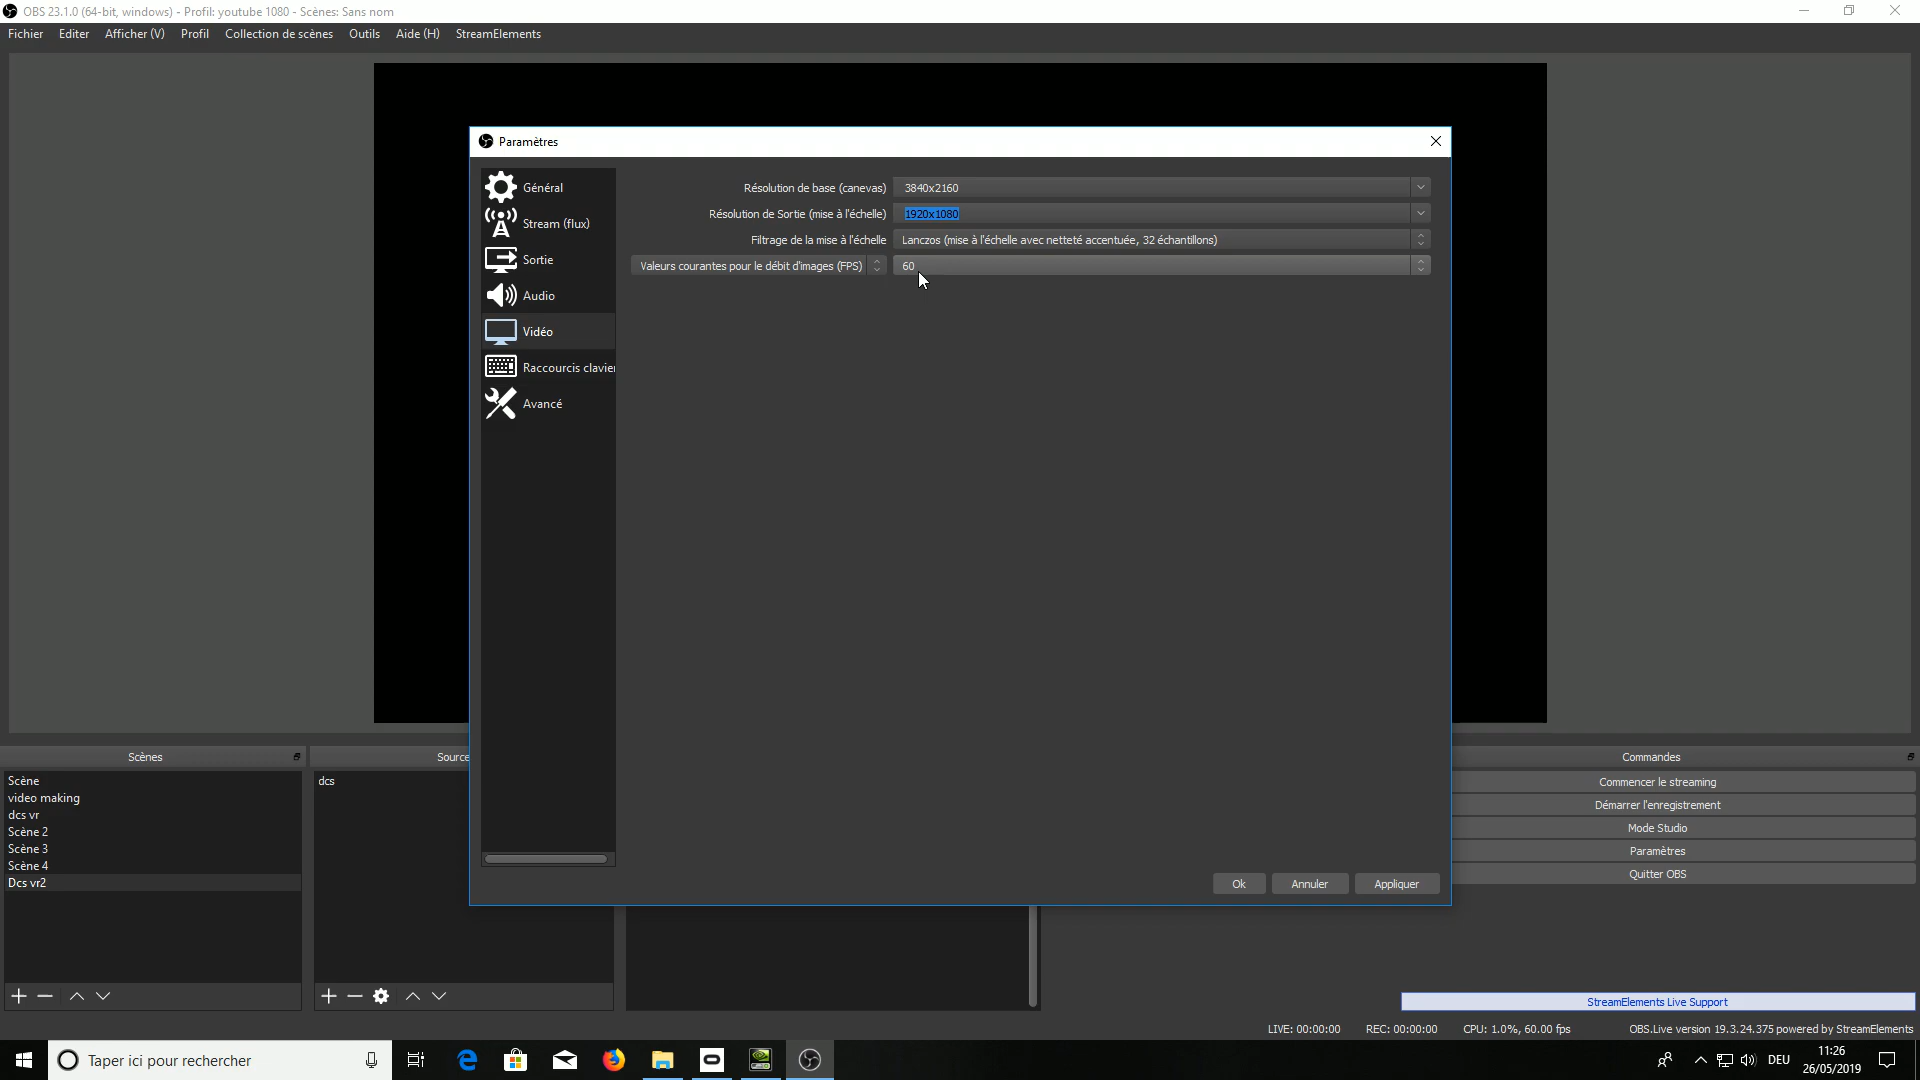 OBS 23.1.0 (64-bit, windows) - Profil: youtube 1080 - Scènes: Sans nom
Fichier Editer Afficher (V) Profil Collection de scènes Outils Aide (H) StreamElements
Paramètres
Général
Stream (flux)
Sortie
Audio
Vidéo
Raccourcis clavier
Avancé
Résolution de base (canevas) 3840x2160
Résolution de Sortie (mise à l'échelle) 1920x1080
Filtrage de la mise à l'échelle Lanczos (mise à l'échelle avec netteté accentuée, 32 échantillons)
Valeurs courantes pour le débit d'images (FPS) 60
Ok Annuler Appliquer
Scènes
Scène
video making
dcs vr
Scène 2
Scène 3
Scène 4
Dcs vr2
Source
dcs
Commandes
Commencer le streaming
Démarrer l'enregistrement
Mode Studio
Paramètres
Quitter OBS
StreamElements Live Support
LIVE: 00:00:00 REC: 00:00:00 CPU: 1.0%, 60.00 fps OBS.Live version 19.3.24.375 powered by StreamElements
Taper ici pour rechercher
DEU
11:26
26/05/2019